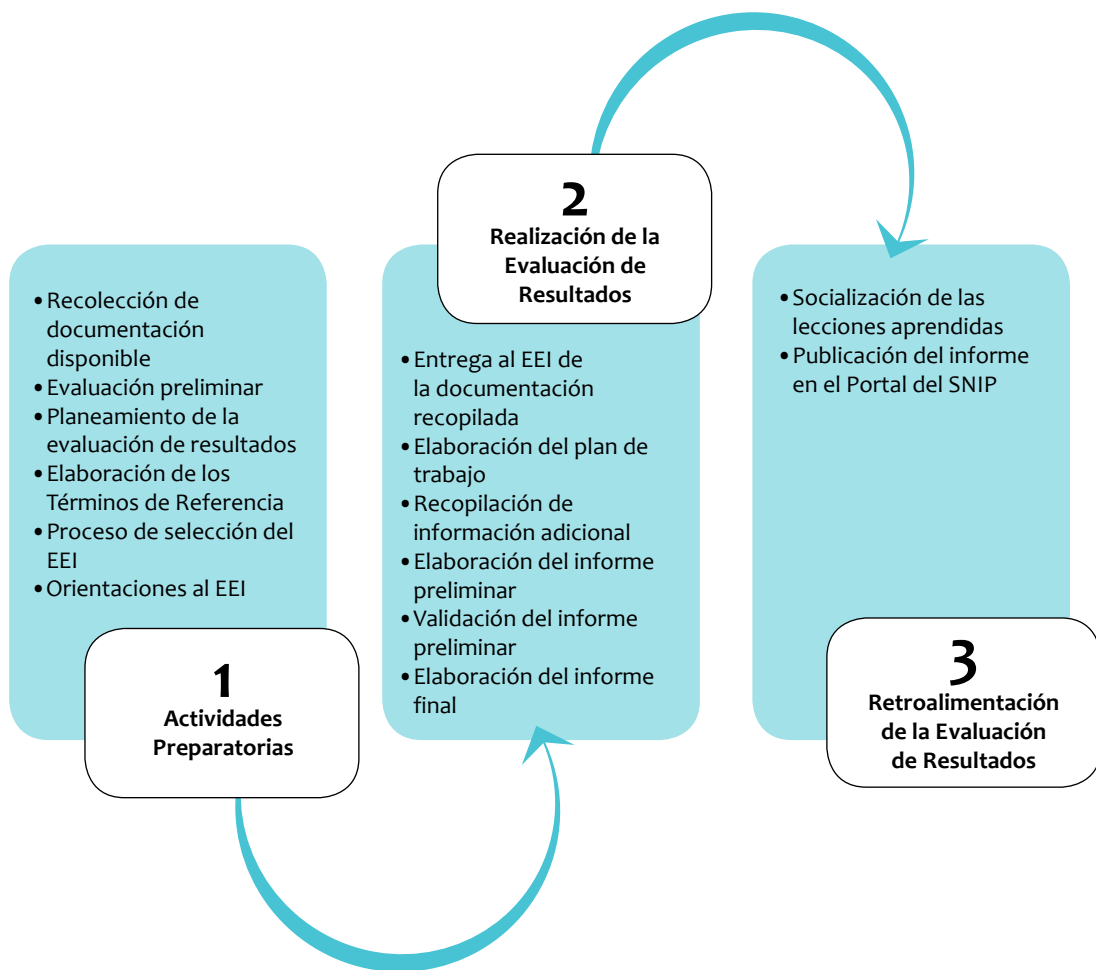 • Recolección de
documentación
disponible
• Evaluación preliminar
• Planeamiento de la
evaluación de resultados
• Elaboración de los
Términos de Referencia
• Proceso de selección del
EEI
• Orientaciones al EEI
1
Actividades
Preparatorias
2
Realización de la
Evaluación de
Resultados
• Entrega al EEI de
la documentación
recopilada
• Elaboración del plan de
trabajo
• Recopilación de
información adicional
• Elaboración del informe
preliminar
• Validación del informe
preliminar
• Elaboración del informe
final
• Socialización de las
lecciones aprendidas
• Publicación del informe
en el Portal del SNIP
3
Retroalimentación
de la Evaluación
de Resultados